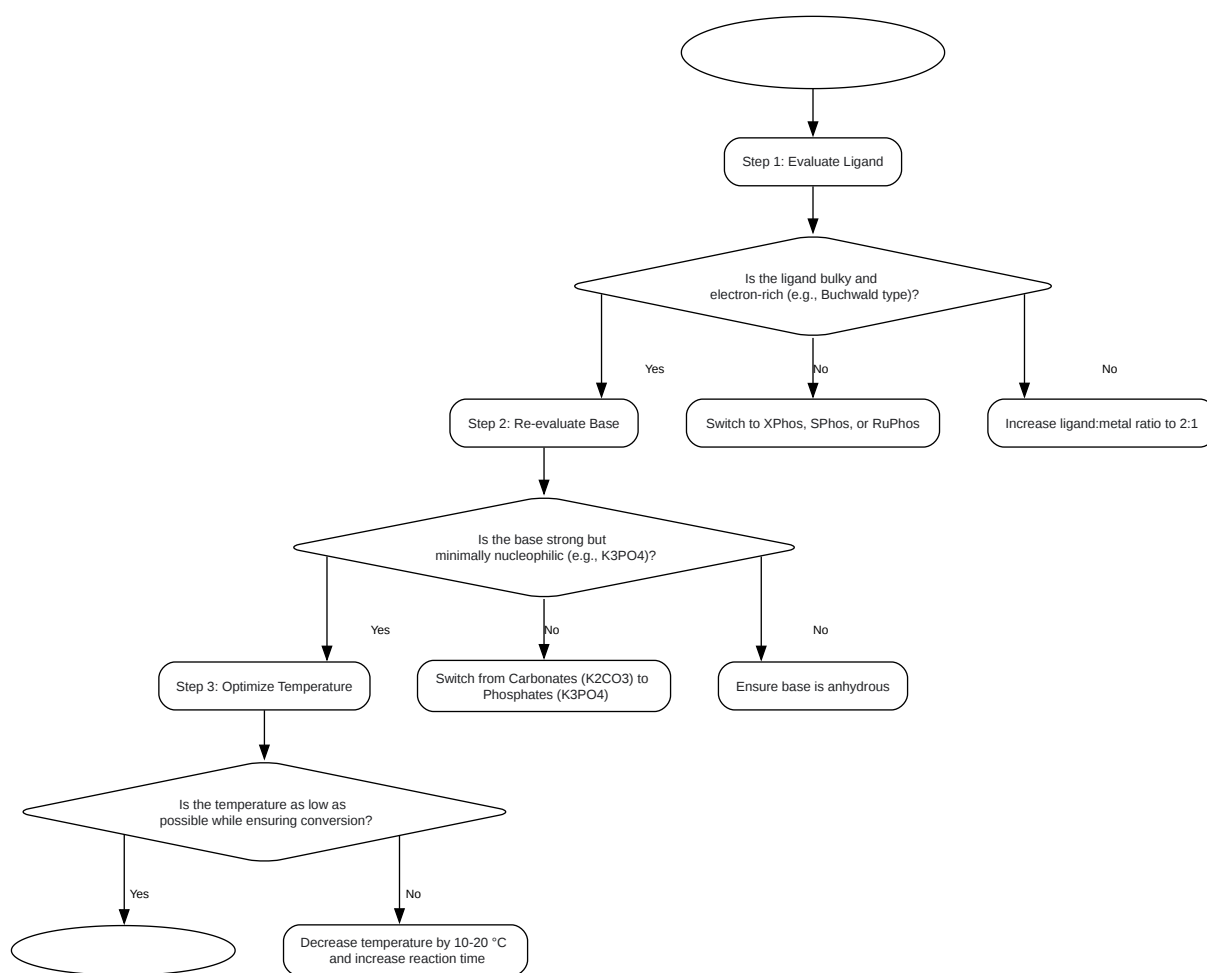 Step 1: Evaluate Ligand
Is the ligand bulky and
electron-rich (e.g., Buchwald type)?
Yes
No
No
Step 2: Re-evaluate Base
Switch to XPhos, SPhos, or RuPhos
Increase ligand:metal ratio to 2:1
Is the base strong but
minimally nucleophilic (e.g., K3PO4)?
Yes
No
No
Step 3: Optimize Temperature
Switch from Carbonates (K2CO3) to
Phosphates (K3PO4)
Ensure base is anhydrous
Is the temperature as low as
possible while ensuring conversion?
Yes
No
Decrease temperature by 10-20 °C
and increase reaction time